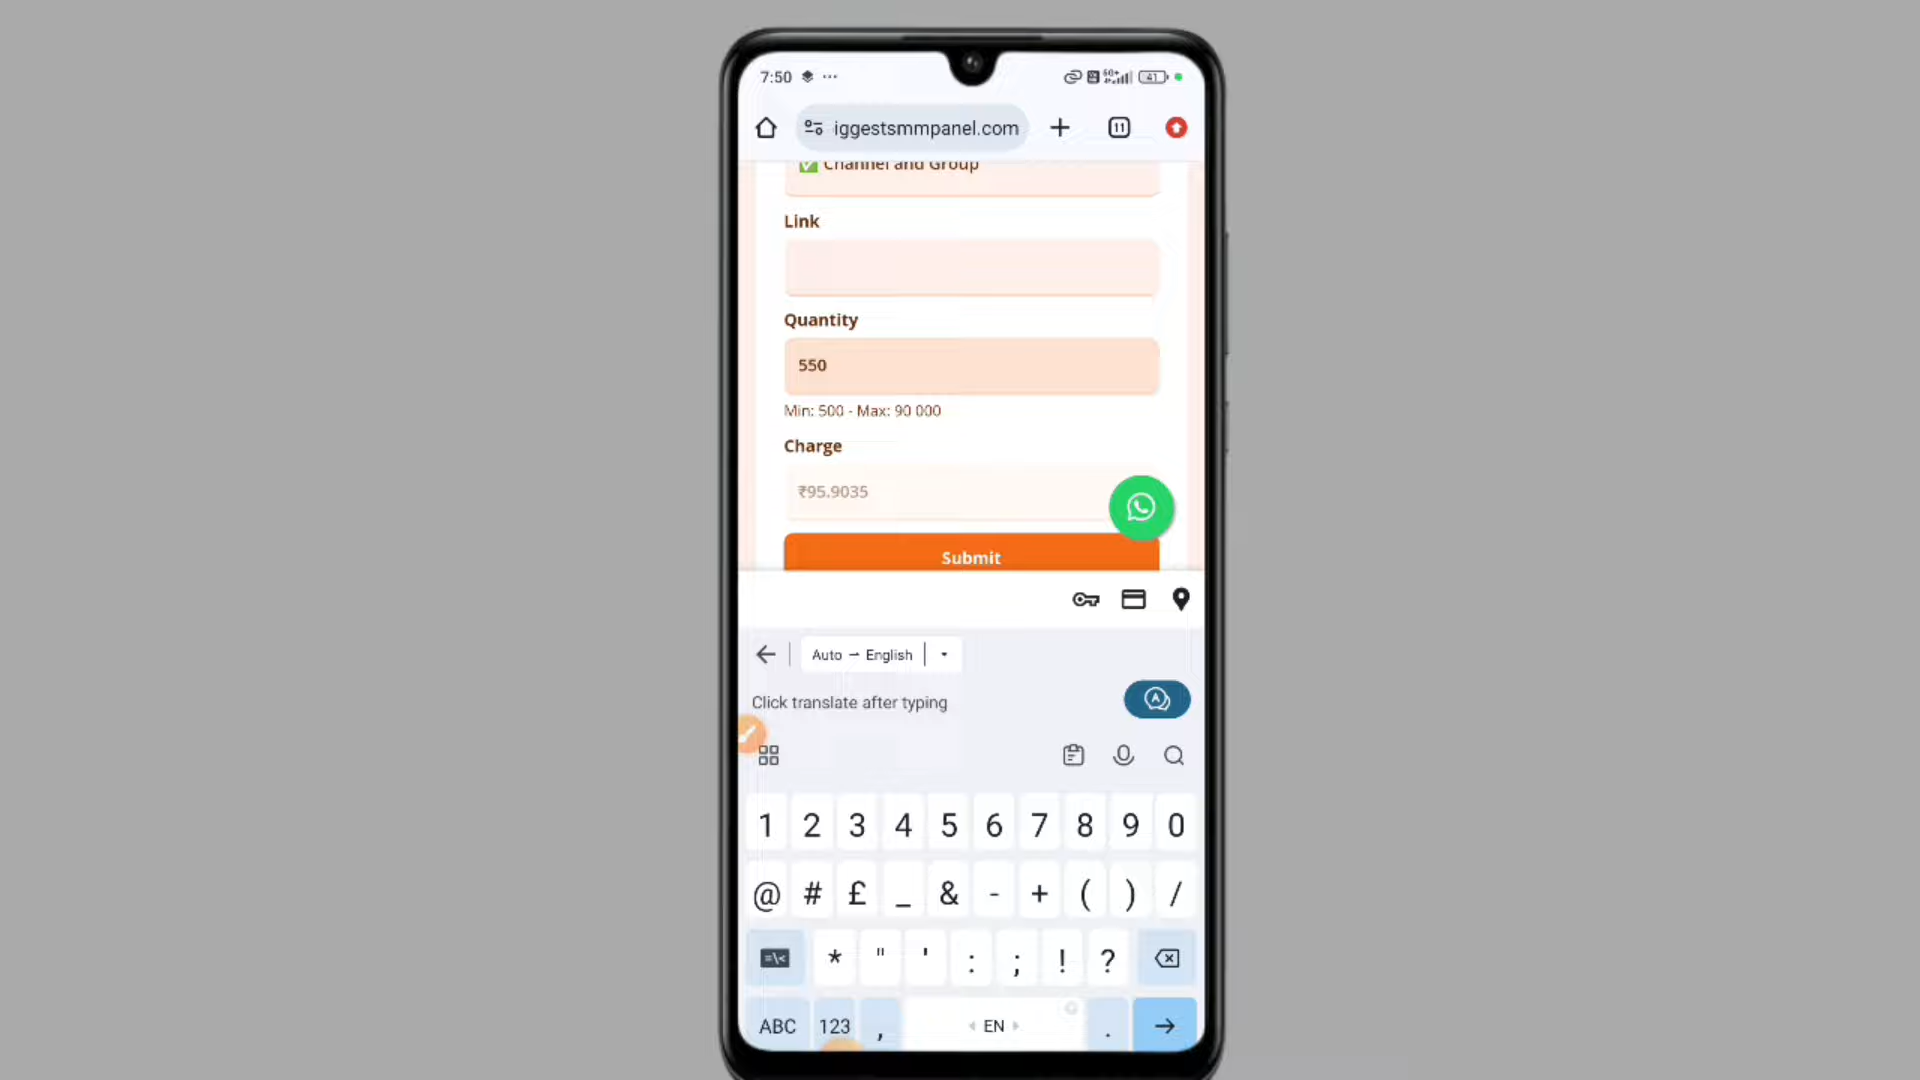 7:50
41
iggestsmmpanel.com
11
✅ Channel and Group
Link
Quantity
550
Min: 500 - Max: 90 000
Charge
₹95.9035
Submit
Auto → English
Click translate after typing
1 2 3 4 5 6 7 8 9 0
@ # £ _ & - + ( ) /
=\< * " ' : ; ! ?
ABC 123 , EN .